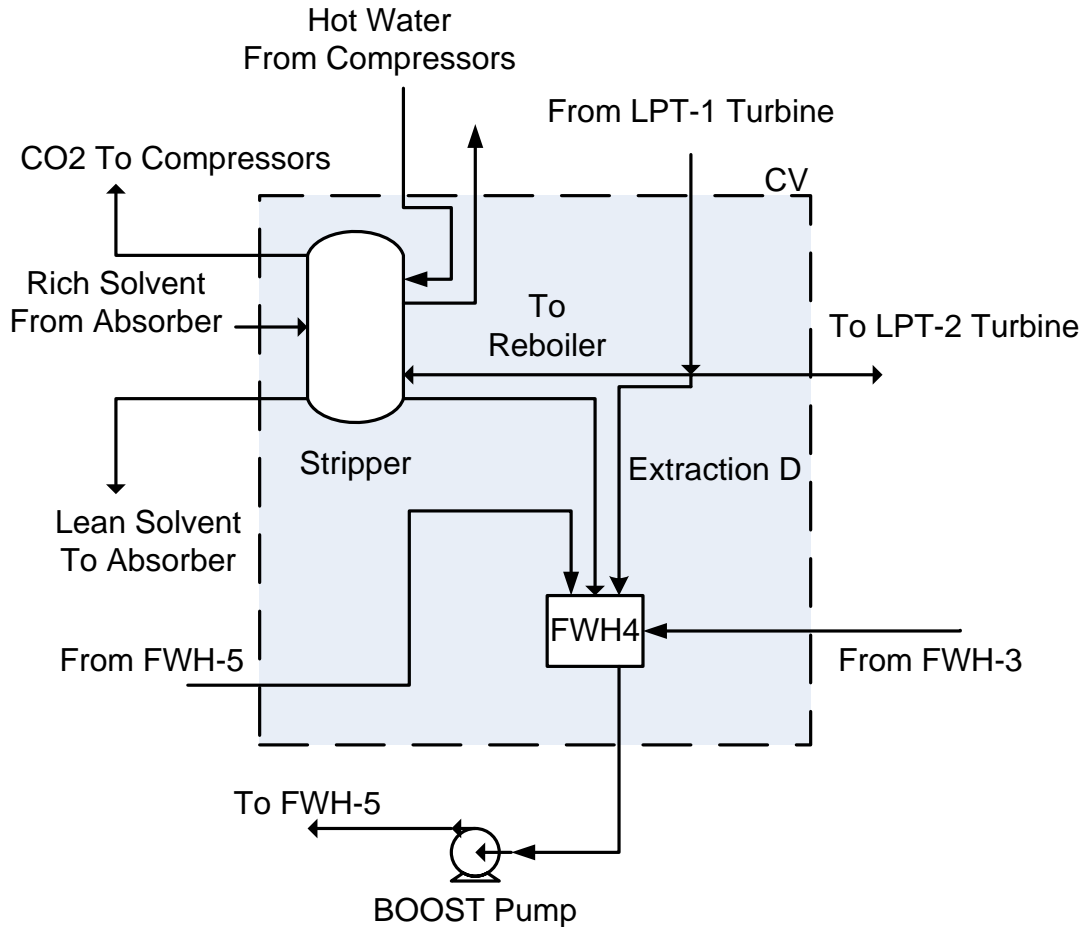 Hot Water
From Compressors
From LPT-1 Turbine
CO2 To Compressors
CV
Rich Solvent
From Absorber
To
Reboiler
To LPT-2 Turbine
Stripper
Extraction D
Lean Solvent
To Absorber
FWH4
From FWH-5
From FWH-3
To FWH-5
BOOST Pump